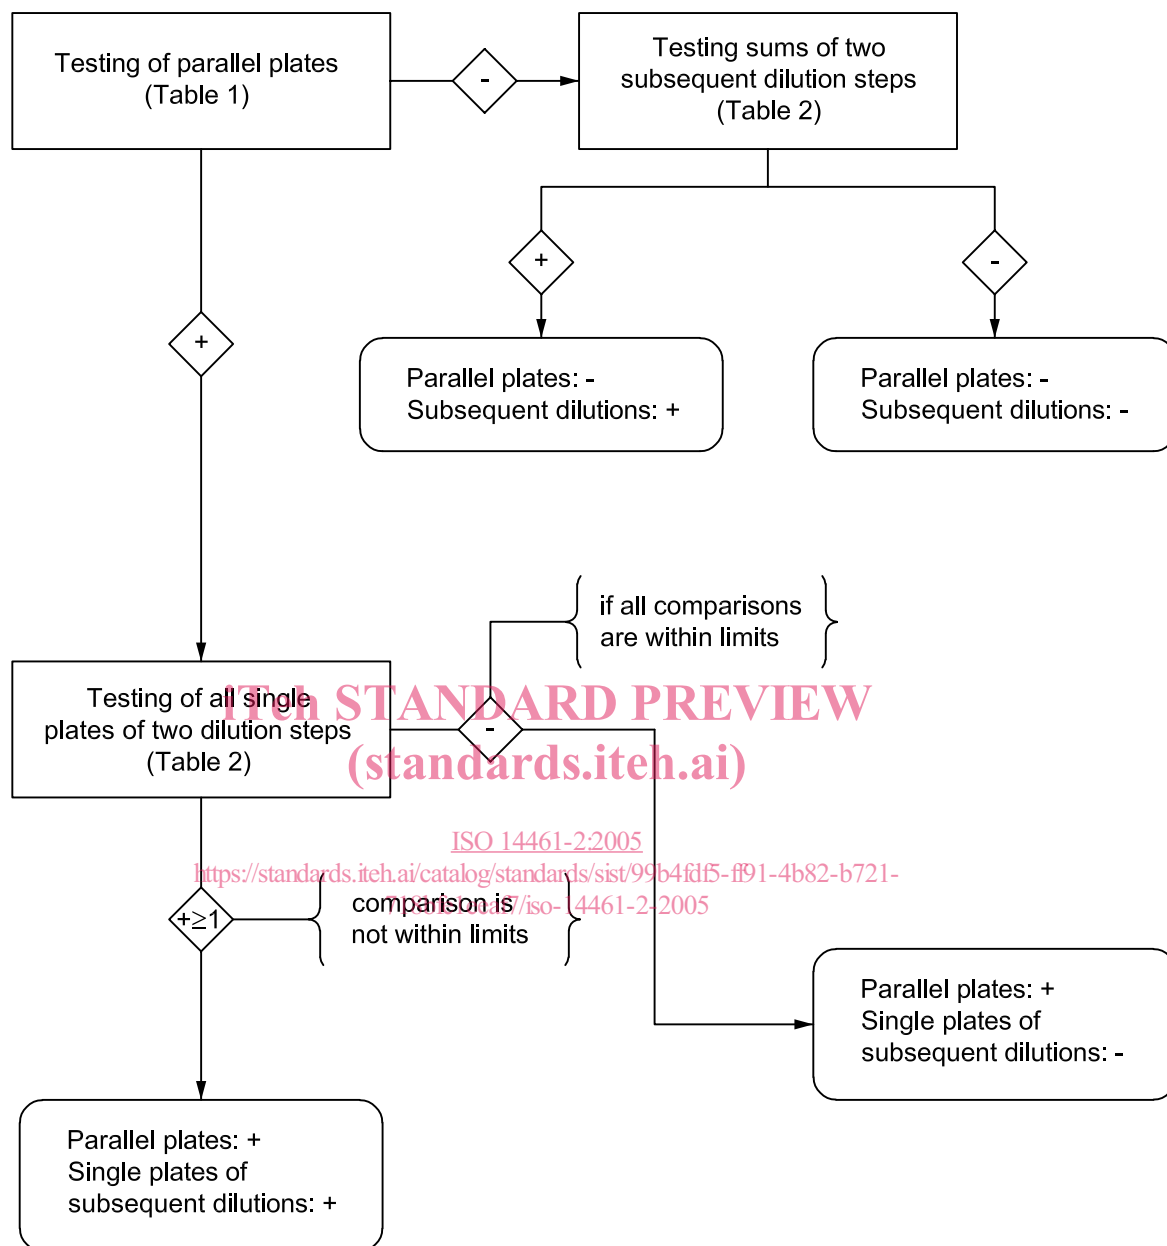 Testing of parallel plates
(Table 1)
-
Testing sums of two
subsequent dilution steps
(Table 2)
+
-
+
Parallel plates: -
Subsequent dilutions: +
Parallel plates: -
Subsequent dilutions: -
if all comparisons
are within limits
Testing of all single
plates of two dilution steps
(Table 2)
-
iTeh STANDARD PREVIEW
(standards.iteh.ai)
ISO 14461-2:2005
https://standards.iteh.ai/catalog/standards/sist/99b4fdf5-ff91-4b82-b721-
/iso-14461-2-2005
+≥1
comparison is
not within limits
Parallel plates: +
Single plates of
subsequent dilutions: -
Parallel plates: +
Single plates of
subsequent dilutions: +